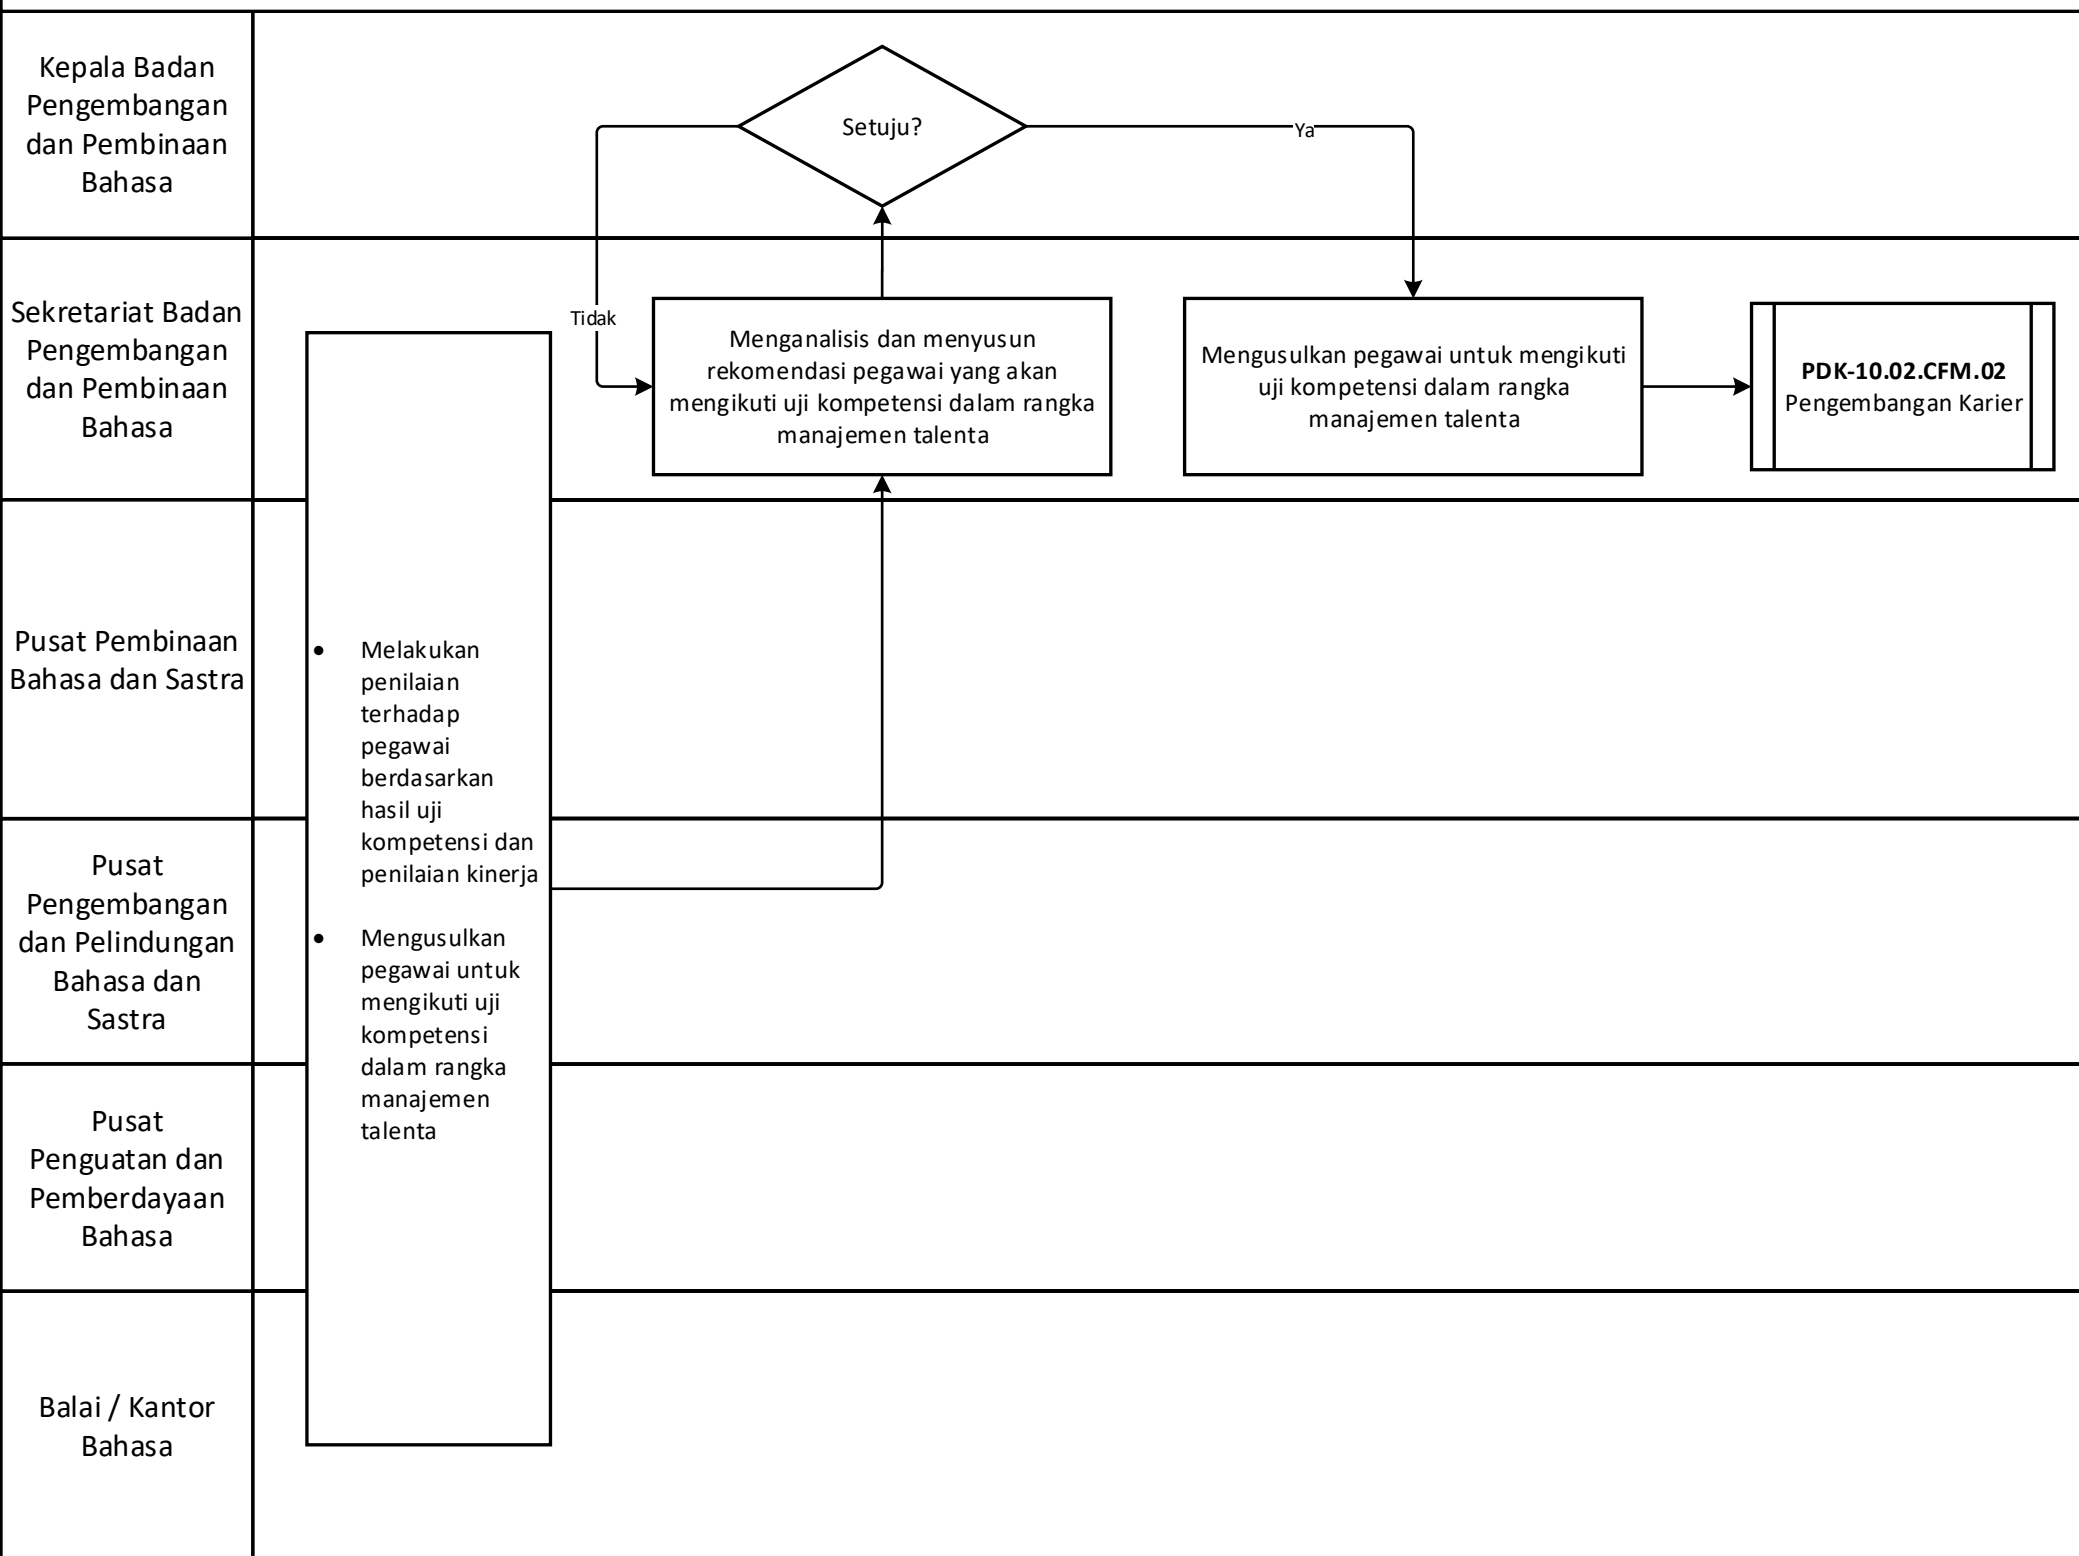 Kepala Badan
Pengembangan
dan Pembinaan
Bahasa
Setuju?
Ya
Sekretariat Badan
Pengembangan
dan Pembinaan
Bahasa
Tidak
Menganalisis dan menyusun
rekomendasi pegawai yang akan
mengikuti uji kompetensi dalam rangka
manajemen talenta
Mengusulkan pegawai untuk mengikuti
uji kompetensi dalam rangka
manajemen talenta
PDK-10.02.CFM.02
Pengembangan Karier
Pusat Pembinaan
Bahasa dan Sastra
• Melakukan
penilaian
terhadap
pegawai
berdasarkan
hasil uji
kompetensi dan
penilaian kinerja
• Mengusulkan
pegawai untuk
mengikuti uji
kompetensi
dalam rangka
manajemen
talenta
Pusat
Pengembangan
dan Pelindungan
Bahasa dan
Sastra
Pusat
Penguatan dan
Pemberdayaan
Bahasa
Balai / Kantor
Bahasa